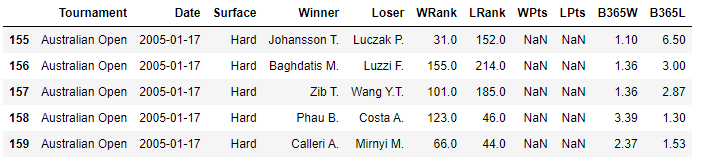 Tournament Date Surface Winner Loser WRank LRank WPts LPts B365W B365L
155 Australian Open 2005-01-17 Hard Johansson T. Luczak P. 31.0 152.0 NaN NaN 1.10 6.50
156 Australian Open 2005-01-17 Hard Baghdatis M. Luzzi F. 155.0 214.0 NaN NaN 1.36 3.00
157 Australian Open 2005-01-17 Hard Zib T. Wang Y.T. 101.0 185.0 NaN NaN 1.36 2.87
158 Australian Open 2005-01-17 Hard Phau B. Costa A. 123.0 46.0 NaN NaN 3.39 1.30
159 Australian Open 2005-01-17 Hard Calleri A. Mirnyi M. 66.0 44.0 NaN NaN 2.37 1.53